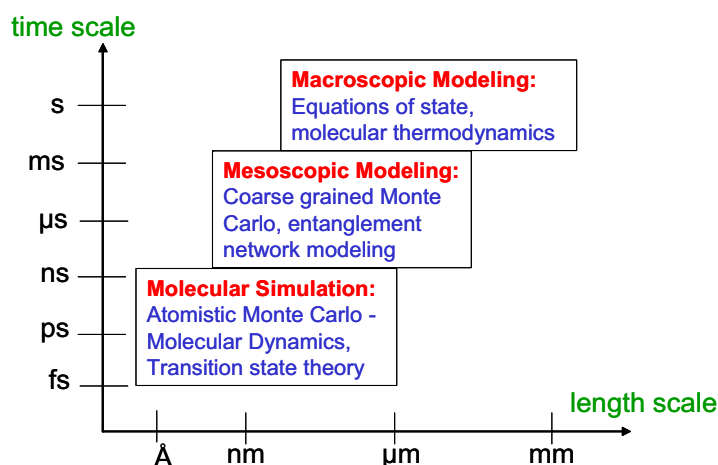 time scale
s
ms
µs
ns
ps
fs
Macroscopic Modeling:
Equations of state,
molecular thermodynamics
Mesoscopic Modeling:
Coarse grained Monte
Carlo, entanglement
network modeling
Molecular Simulation:
Atomistic Monte Carlo -
Molecular Dynamics,
Transition state theory
length scale
Å
nm
µm
mm